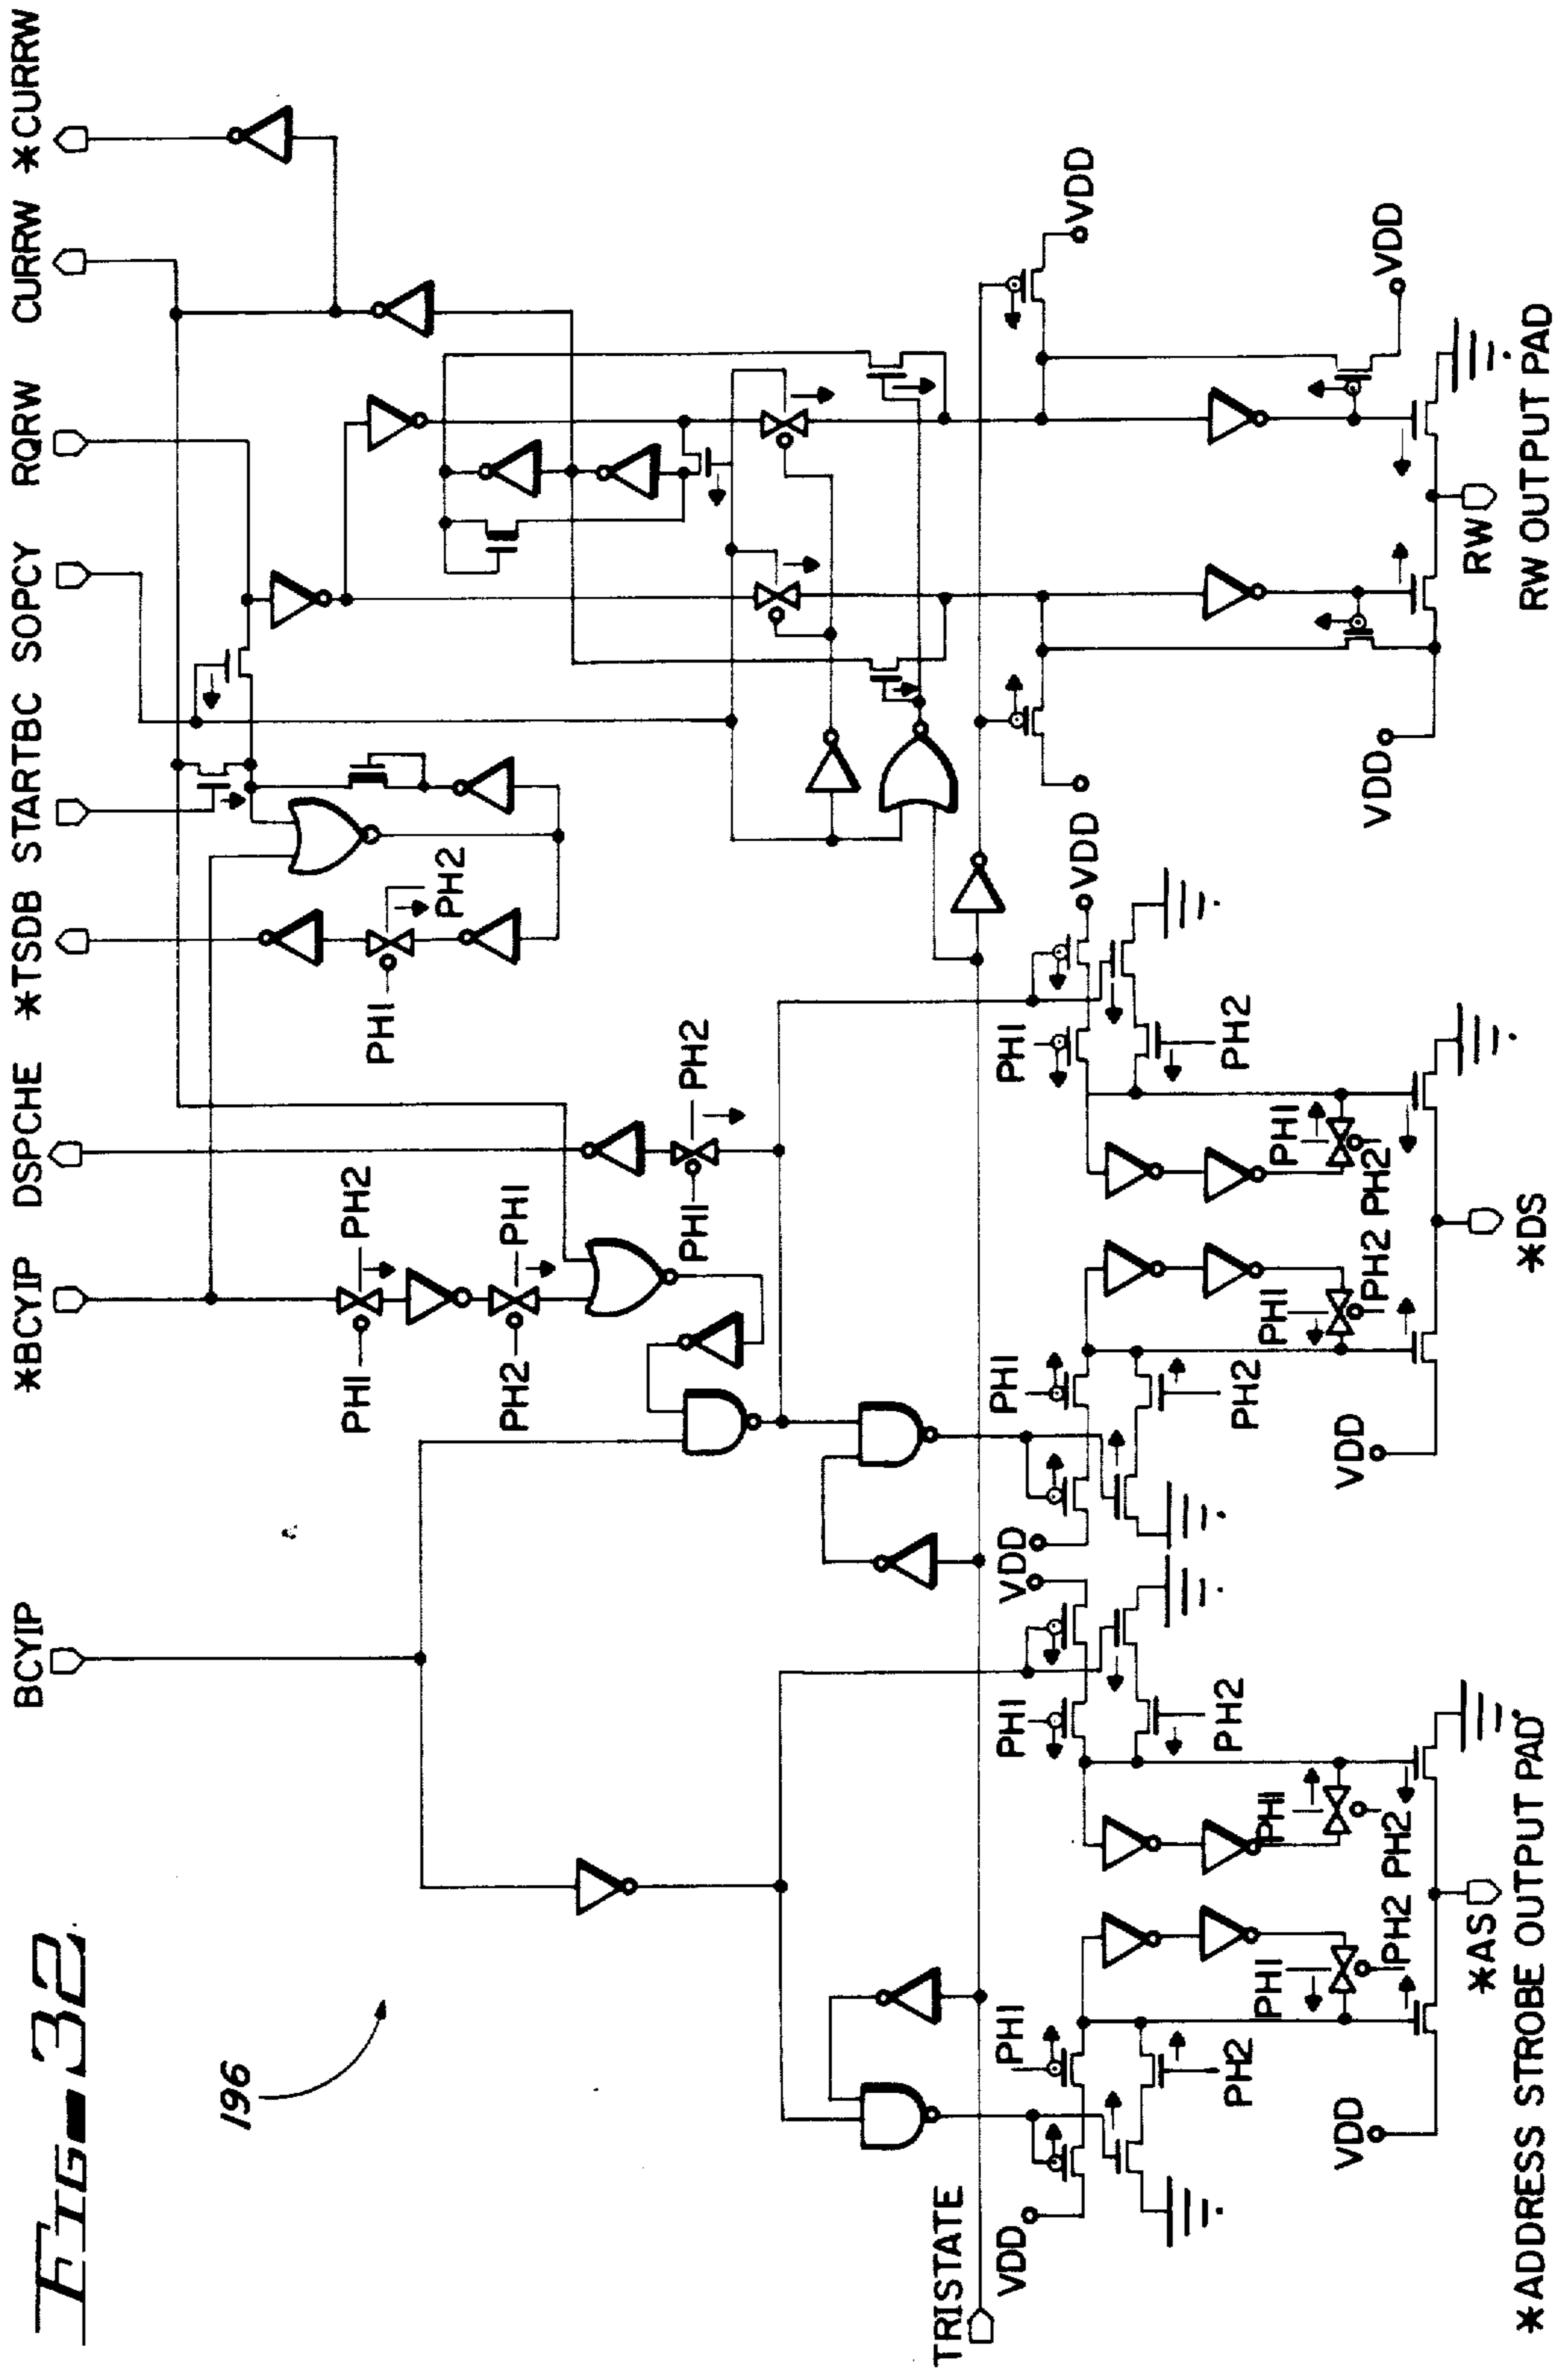 FIG-32
196
BCYIP
*BCYIP
DSPCHE
*TSDB
STARTBC
SOPCY
RQRW
CURRW
*CURRW
PH1
PH2
PH2
PH1
PH1
PH2
PH1
PH2
TRISTATE
VDD
PH1
PH2
PH1
PH2
VDD
PH1
PH2
VDD
PH1
PH2
VDD
PH1
PH2
PH1
PH2
VDD
PH1
PH2
VDD
PH1
PH2
VDD
PH1
PH2
VDD
VDD
VDD
*AS
*DS
RW
*ADDRESS STROBE OUTPUT PAD
RW OUTPUT PAD